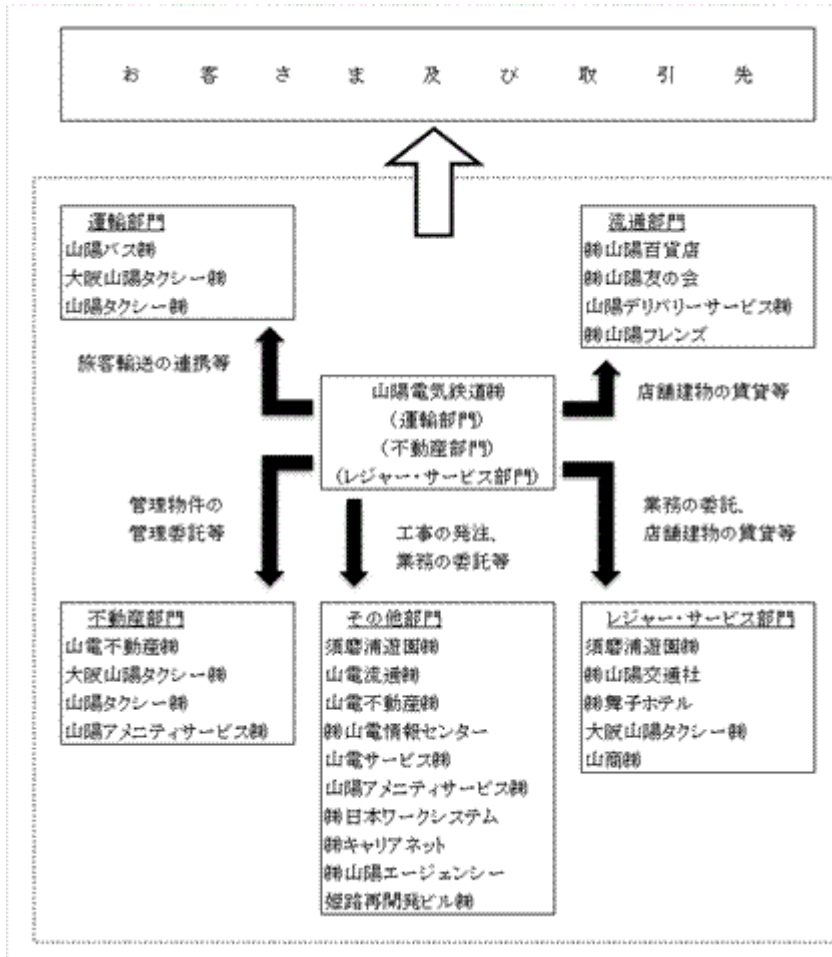 お客さま及び取引先
運輸部門
山陽バス㈱
大阪山陽タクシー㈱
山陽タクシー㈱
流通部門
㈱山陽百貨店
㈱山陽友の会
山陽デリバリーサービス㈱
㈱山陽フレンズ
旅客輸送の連携等
店舗建物の賃貸等
山陽電気鉄道㈱
(運輸部門)
(不動産部門)
(レジャー・サービス部門)
管理物件の
管理委託等
工事の発注、
業務の委託等
業務の委託、
店舗建物の賃貸等
不動産部門
山電不動産㈱
大阪山陽タクシー㈱
山陽タクシー㈱
山陽アメニティサービス㈱
その他部門
須磨浦遊園㈱
山電流通㈱
山電不動産㈱
㈱山電情報センター
山電サービス㈱
山陽アメニティサービス㈱
㈱日本ワークシステム
㈱キャリアネット
㈱山陽エージェンシー
姫路再開発ビル㈱
レジャー・サービス部門
須磨浦遊園㈱
㈱山陽交通社
㈱舞子ホテル
大阪山陽タクシー㈱
山商㈱